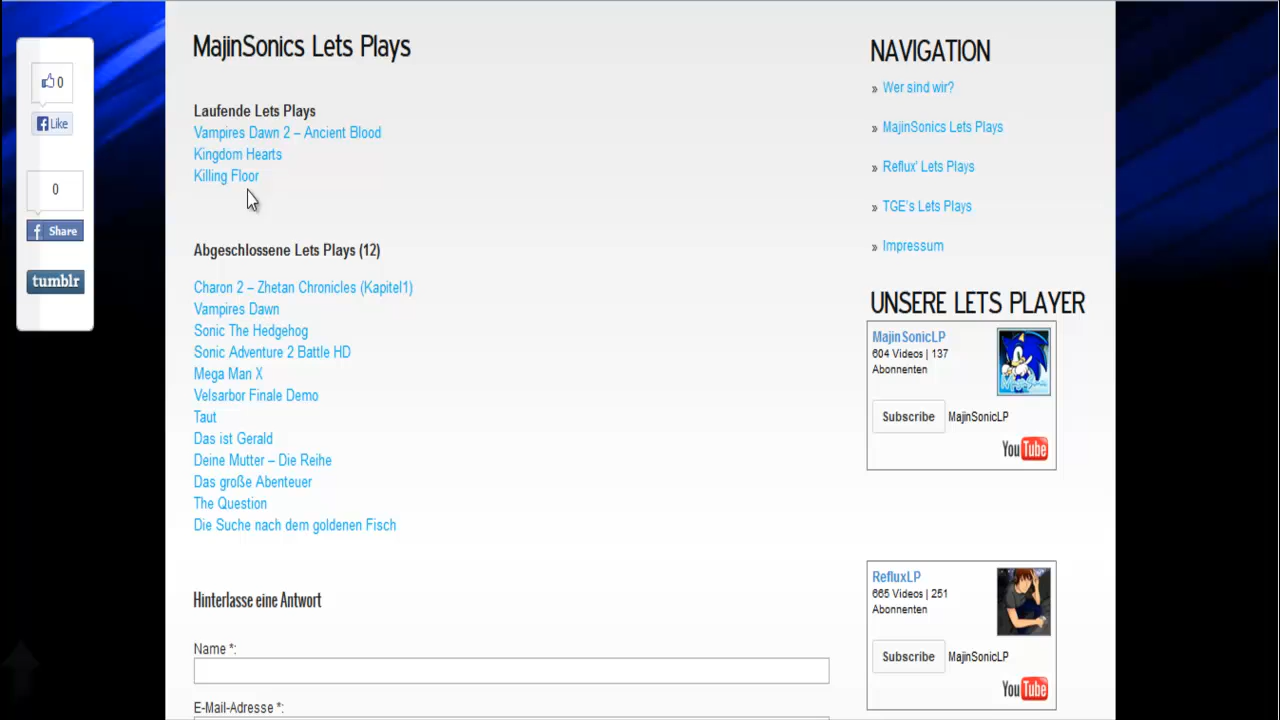 0
Like
0
Share
tumblr
MajinSonics Lets Plays
Laufende Lets Plays
Vampires Dawn 2 – Ancient Blood
Kingdom Hearts
Killing Floor
Abgeschlossene Lets Plays (12)
Charon 2 – Zhetan Chronicles (Kapitel1)
Vampires Dawn
Sonic The Hedgehog
Sonic Adventure 2 Battle HD
Mega Man X
Velsarbor Finale Demo
Taut
Das ist Gerald
Deine Mutter – Die Reihe
Das große Abenteuer
The Question
Die Suche nach dem goldenen Fisch
Hinterlasse eine Antwort
Name *:
E-Mail-Adresse *:
NAVIGATION
» Wer sind wir?
» MajinSonics Lets Plays
» Reflux' Lets Plays
» TGE's Lets Plays
» Impressum
UNSERE LETS PLAYER
MajinSonicLP
604 Videos | 137
Abonnenten
Subscribe MajinSonicLP
YouTube
RefluxLP
665 Videos | 251
Abonnenten
Subscribe MajinSonicLP
YouTube